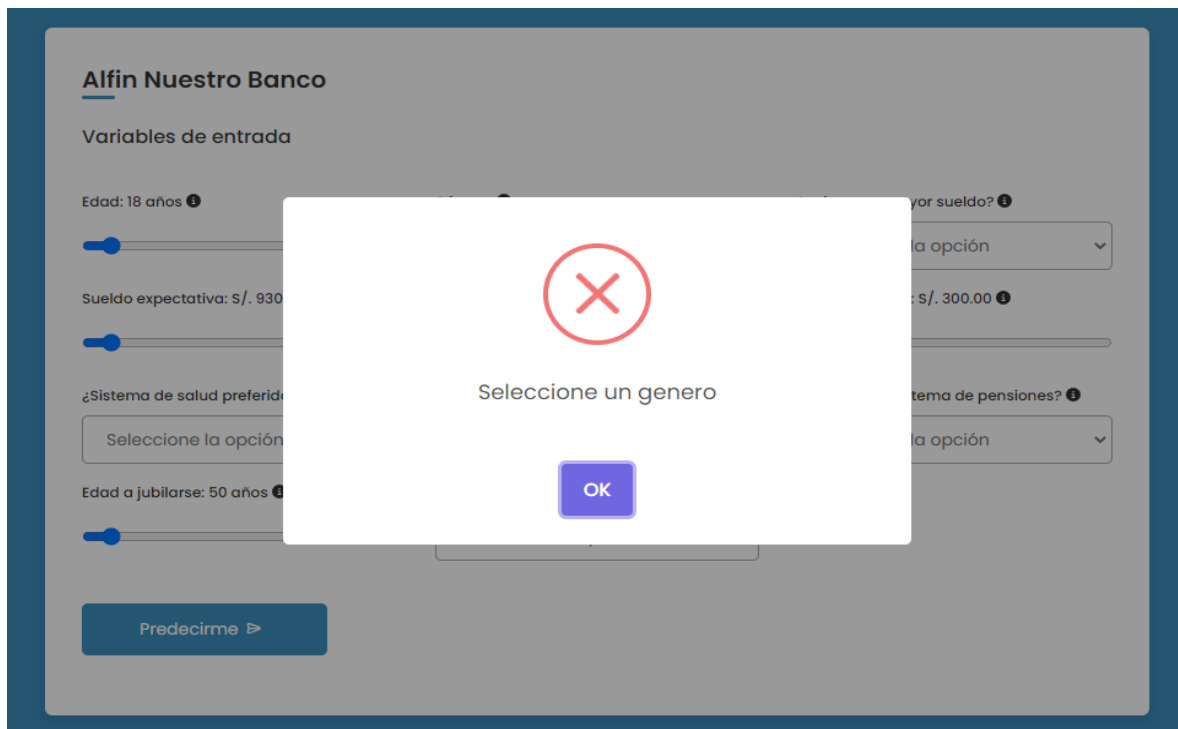 Alfin Nuestro Banco
Variables de entrada
Edad: 18 años
yor sueldo?
la opción
Sueldo expectativa: S/. 930
: S/. 300.00
Seleccione un genero
¿Sistema de salud preferid
tema de pensiones?
Seleccione la opción
la opción
OK
Edad a jubilarse: 50 años
Predecirme